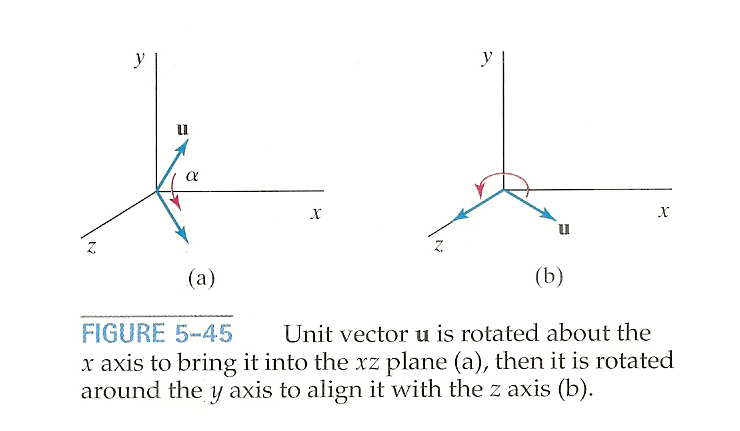 y
u
α
x
z
(a)
y
u
x
z
(b)
FIGURE 5–45 Unit vector u is rotated about the
x axis to bring it into the xz plane (a), then it is rotated
around the y axis to align it with the z axis (b).